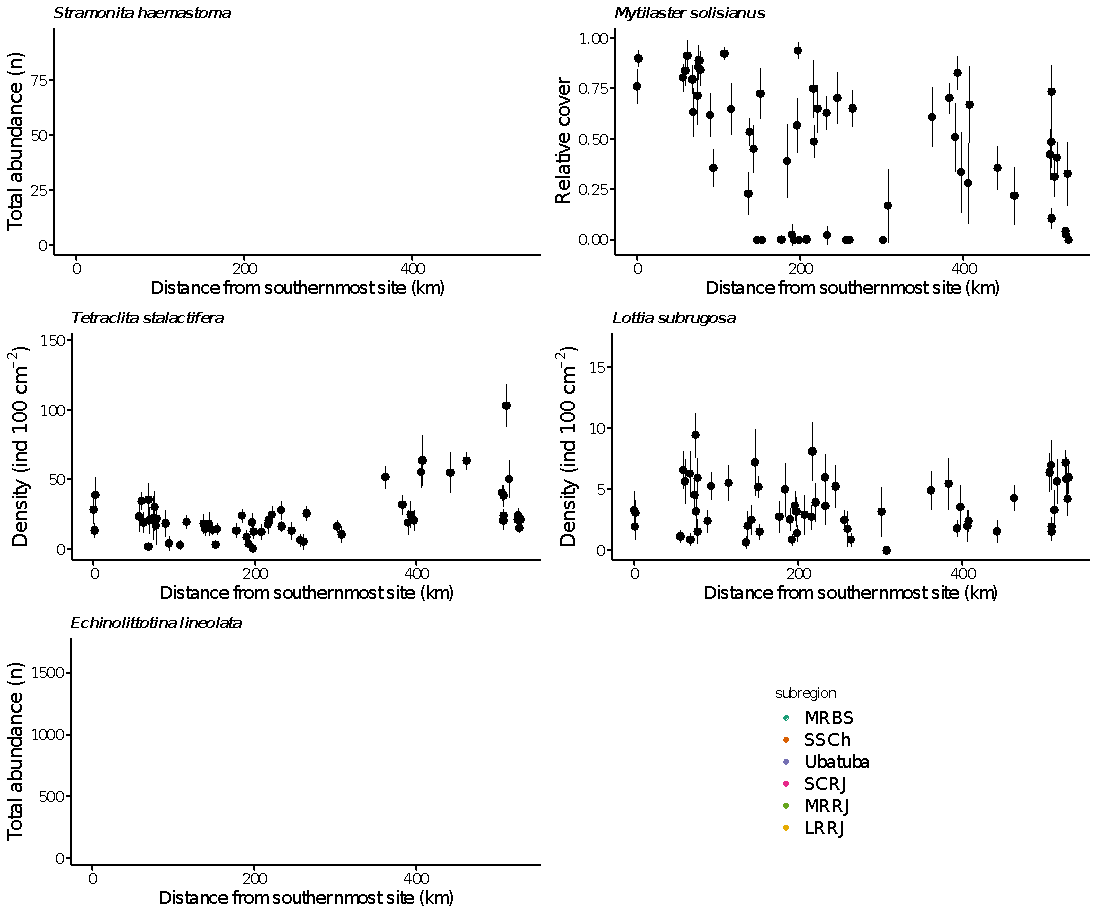 Stramonita haemastoma
Total abundance (n)
75
50
25
0
0
200
400
Distance from southernmost site (km)
Mytilaster solisianus
Relative cover
1.00
0.75
0.50
0.25
0.00
0
200
400
Distance from southernmost site (km)
Tetraclita stalactifera
Density (ind 100 cm⁻²)
150
100
50
0
0
200
400
Distance from southernmost site (km)
Lottia subrugosa
Density (ind 100 cm⁻²)
15
10
5
0
0
200
400
Distance from southernmost site (km)
Echinolittotina lineolata
Total abundance (n)
1500
1000
500
0
0
200
400
Distance from southernmost site (km)
subregion
MRBS
SSCh
Ubatuba
SCRJ
MRRJ
LRRJ